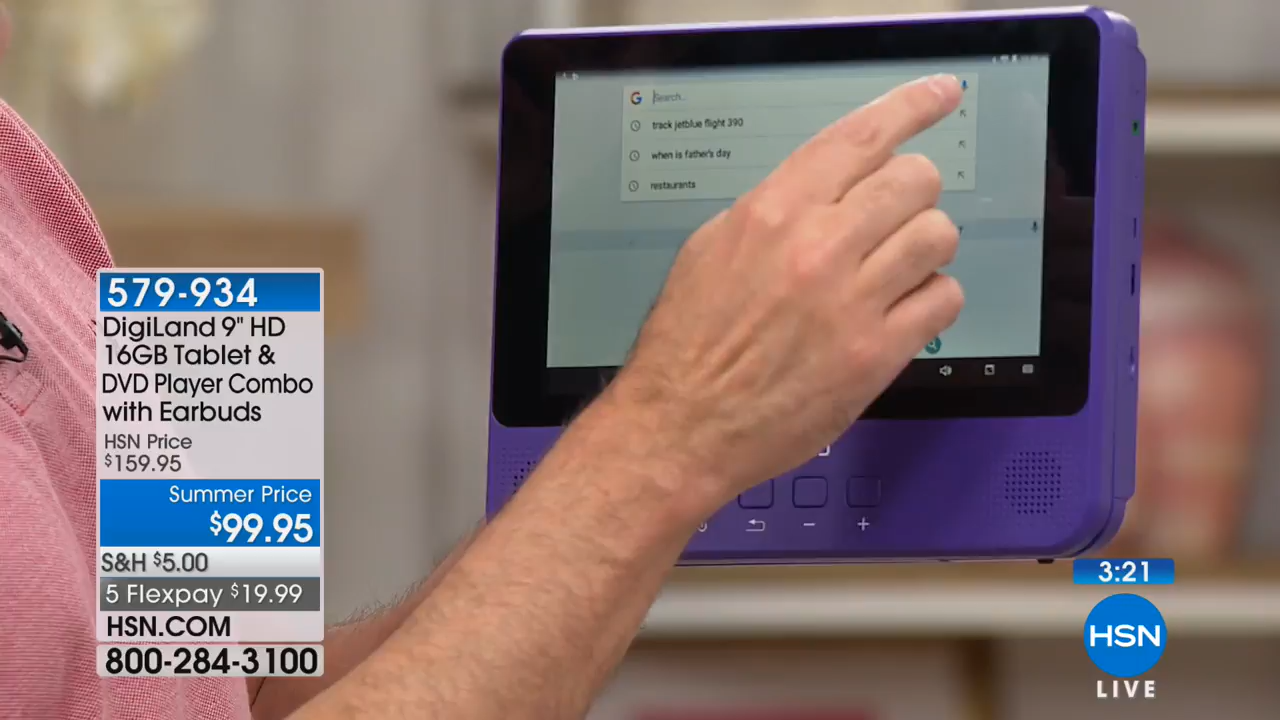 579-934
DigiLand 9" HD
16GB Tablet &
DVD Player Combo
with Earbuds
HSN Price
$159.95
Summer Price
$99.95
S&H $5.00
5 Flexpay $19.99
HSN.COM
800-284-3100
G Search...
track jetblue flight 390
when is father's day
restaurants
3:21
HSN
LIVE